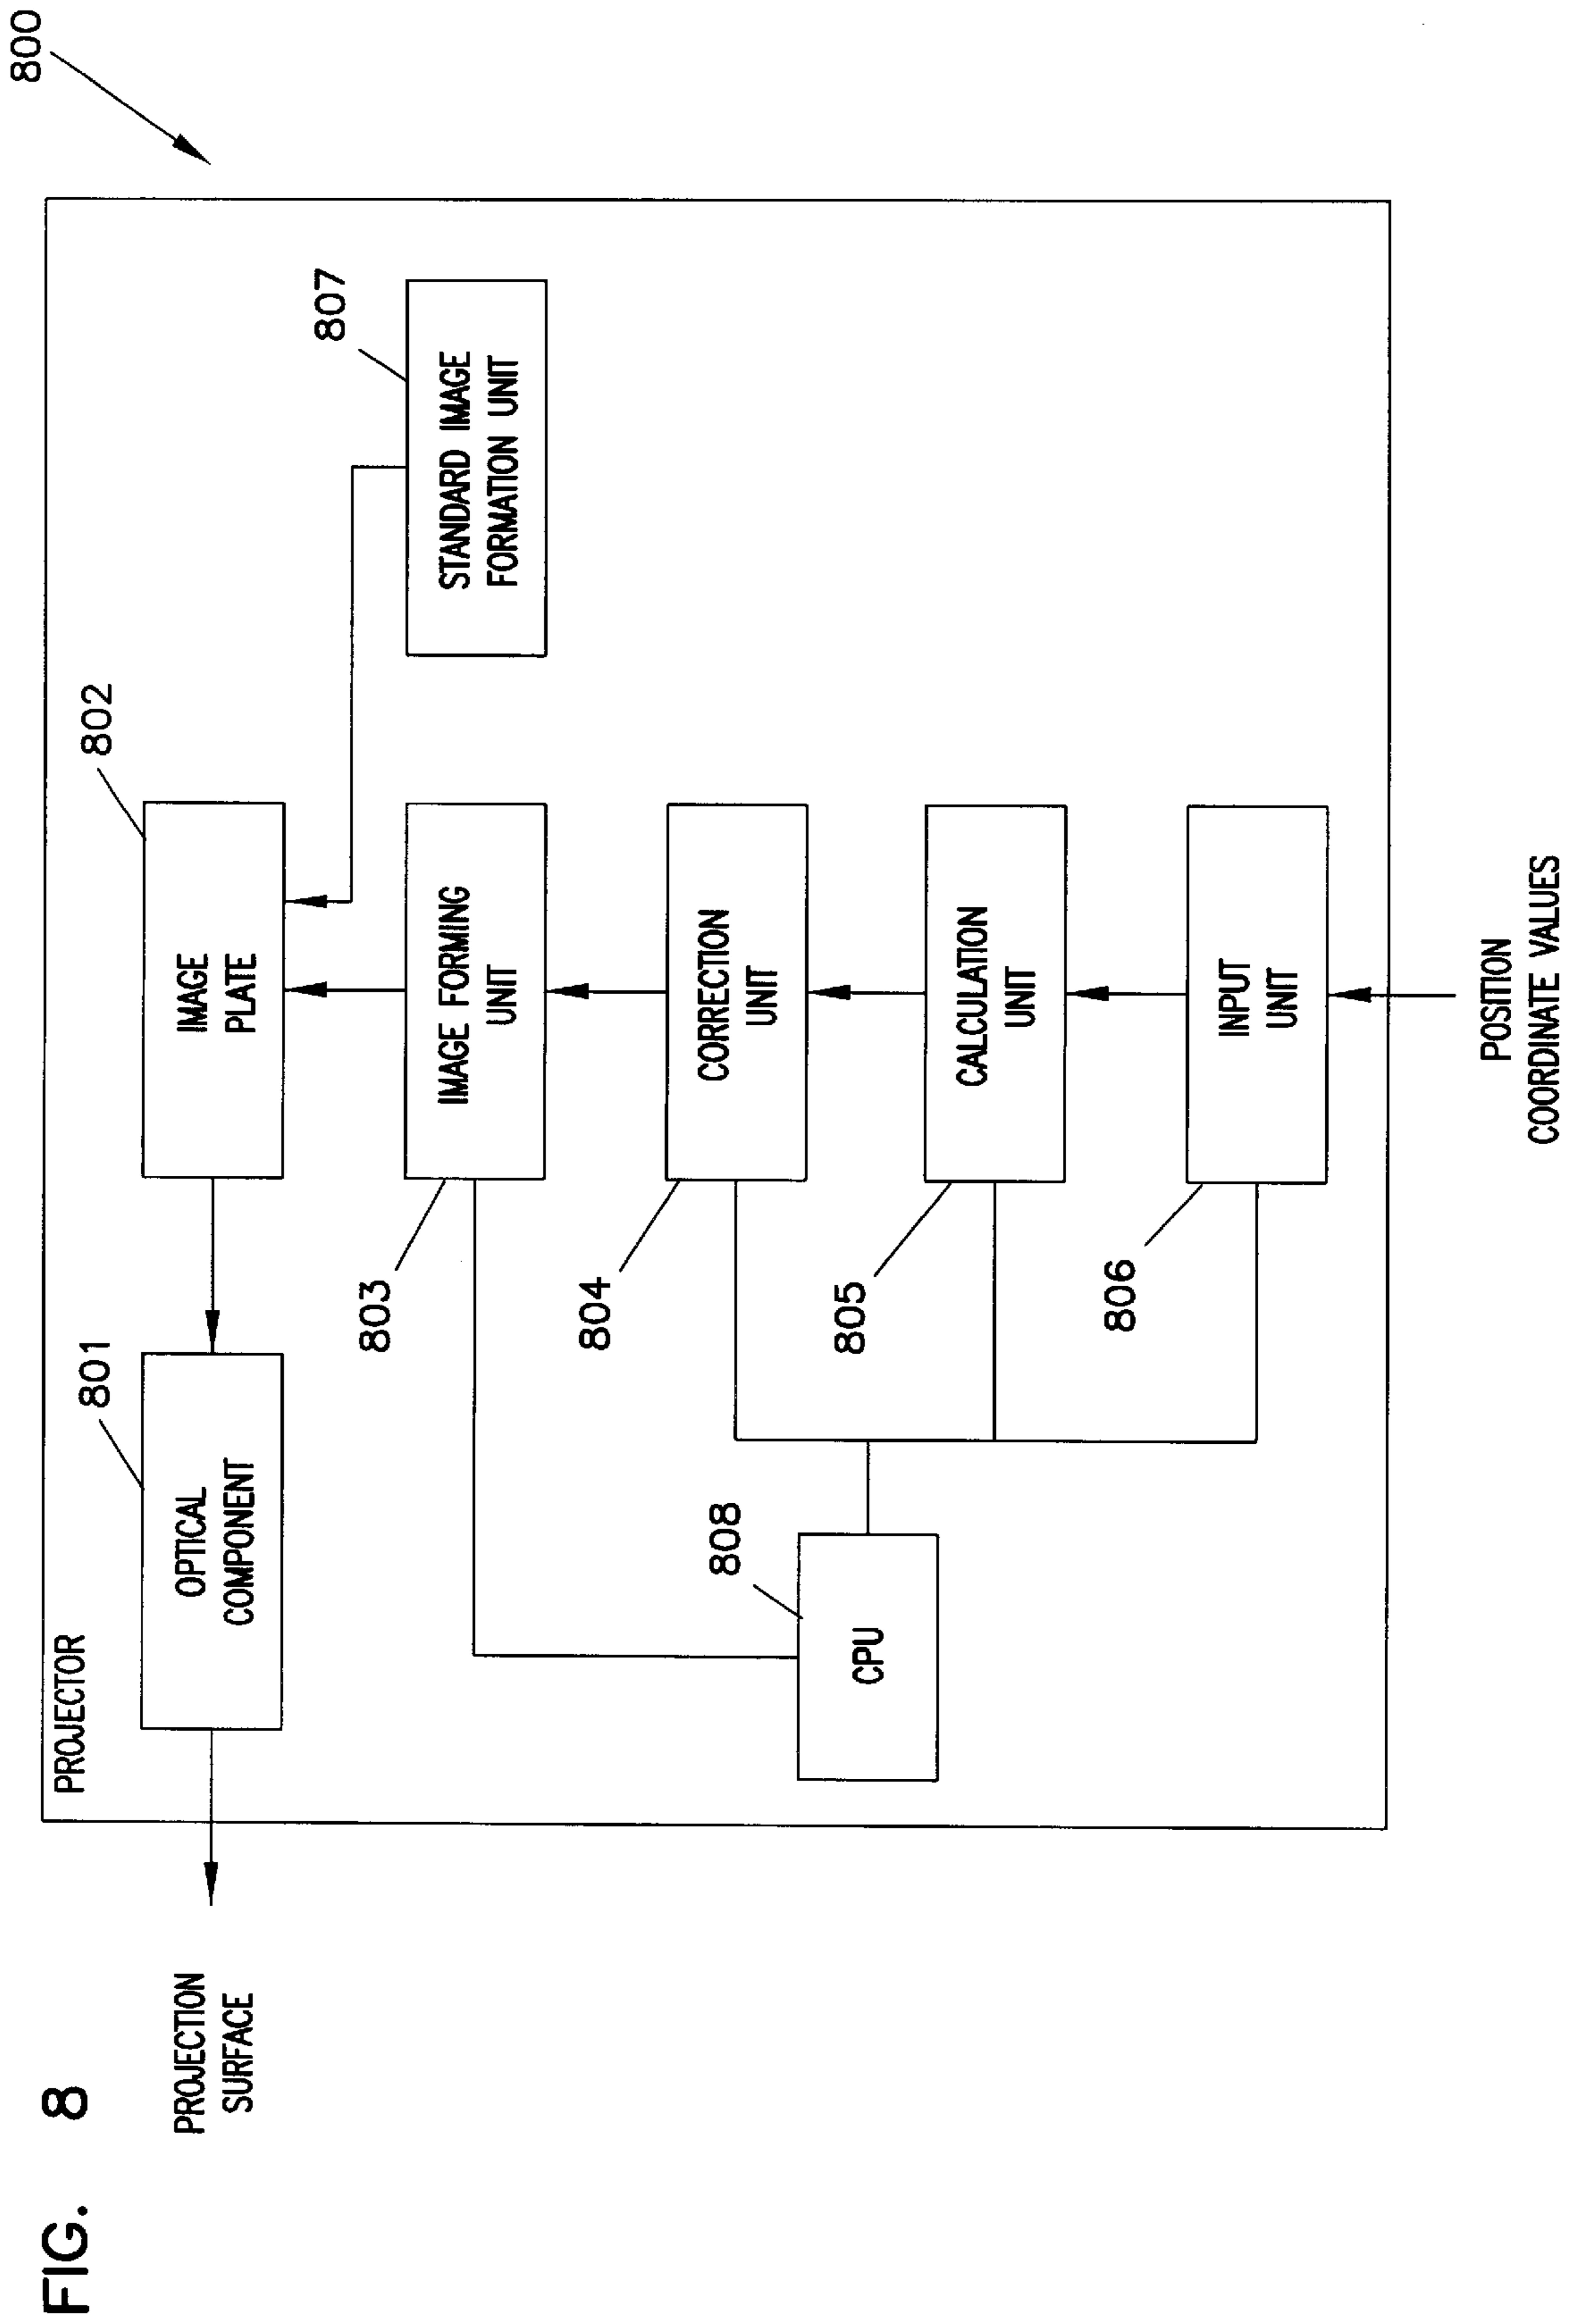 FIG. 8
800
PROJECTOR
PROJECTION
SURFACE
801
OPTICAL
COMPONENT
802
IMAGE
PLATE
803
IMAGE FORMING
UNIT
807
STANDARD IMAGE
FORMATION UNIT
804
CORRECTION
UNIT
808
CPU
805
CALCULATION
UNIT
806
INPUT
UNIT
POSITION
COORDINATE VALUES